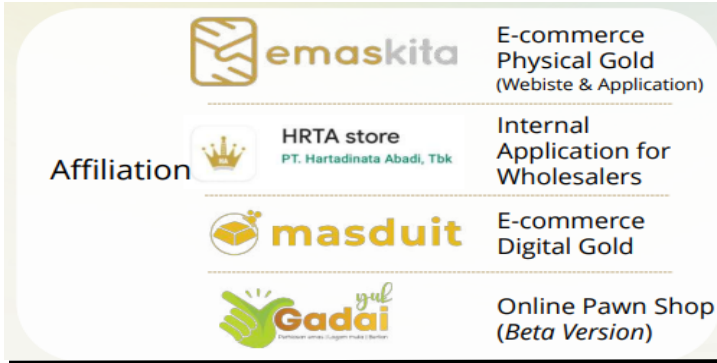 emaskita
E-commerce
Physical Gold
(Webiste & Application)
Affiliation
HRTA store
PT. Hartadinata Abadi, Tbk
Internal
Application for
Wholesalers
masduit
E-commerce
Digital Gold
yuk
Gadai
Online Pawn Shop
(Beta Version)